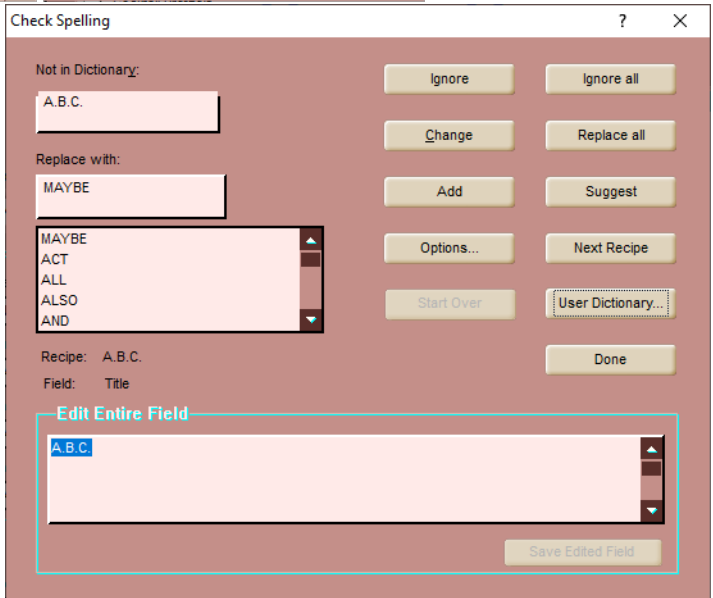 Check Spelling
?
Not in Dictionary:
A.B.C.
Replace with:
MAYBE
MAYBE
ACT
ALL
ALSO
AND
Ignore
Ignore all
Change
Replace all
Add
Suggest
Options...
Next Recipe
Start Over
User Dictionary...
Done
Recipe: A.B.C.
Field: Title
Edit Entire Field
A.B.C.
Save Edited Field